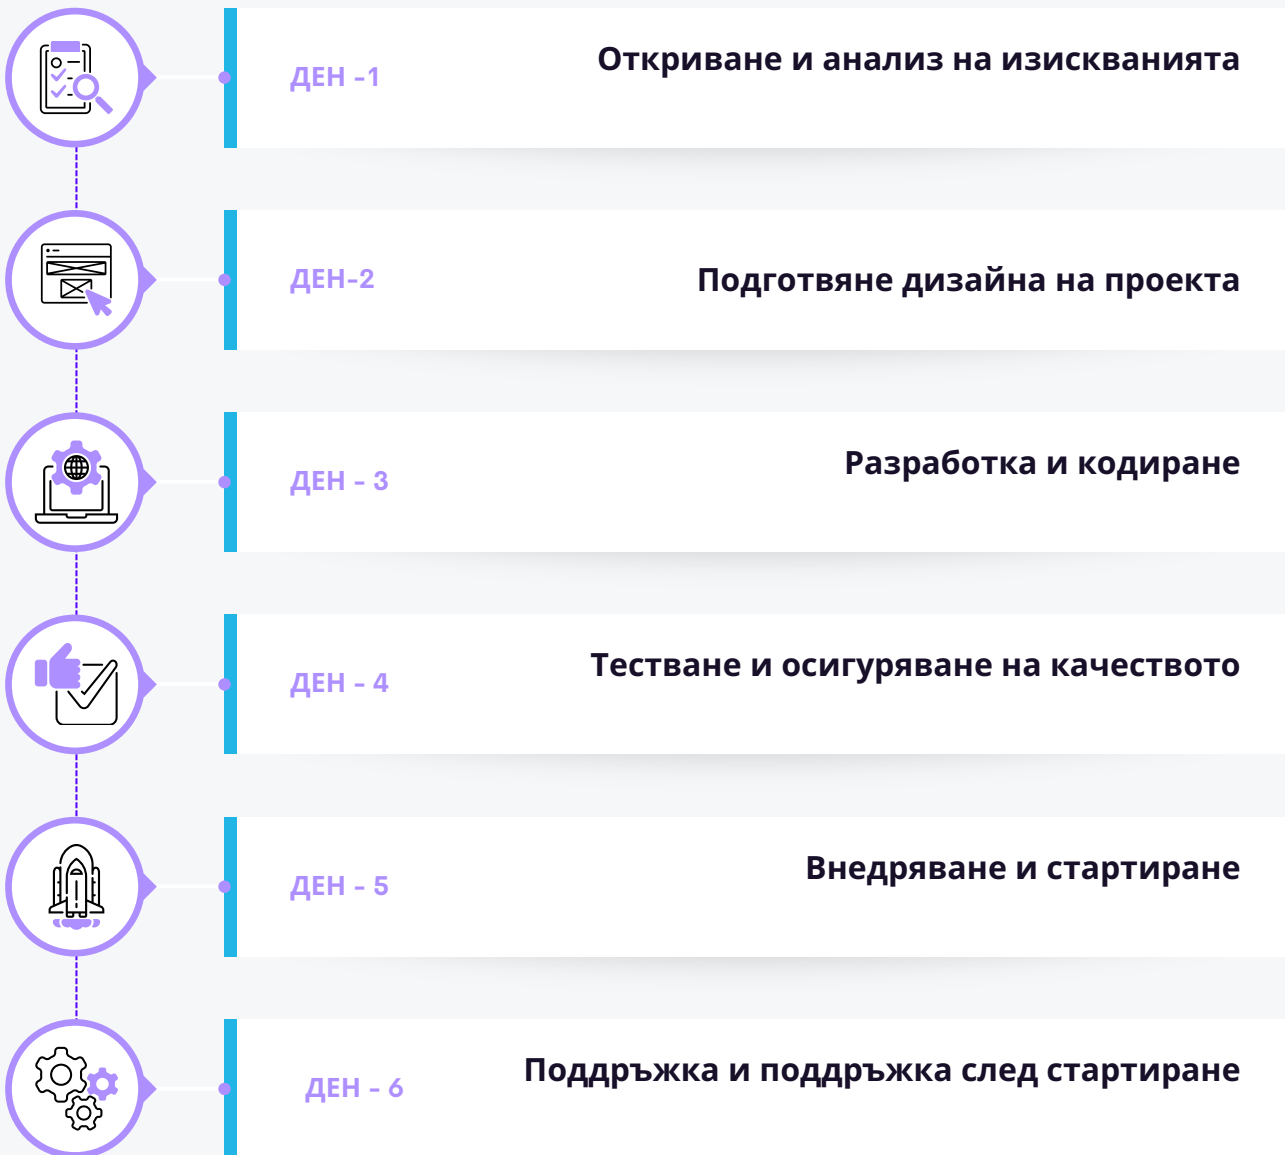 ДЕН -1
Откриване и анализ на изискванията
ДЕН-2
Подготвяне дизайна на проекта
ДЕН - 3
Разработка и кодиране
ДЕН - 4
Тестване и осигуряване на качеството
ДЕН - 5
Внедряване и стартиране
ДЕН - 6
Поддръжка и поддръжка след стартиране